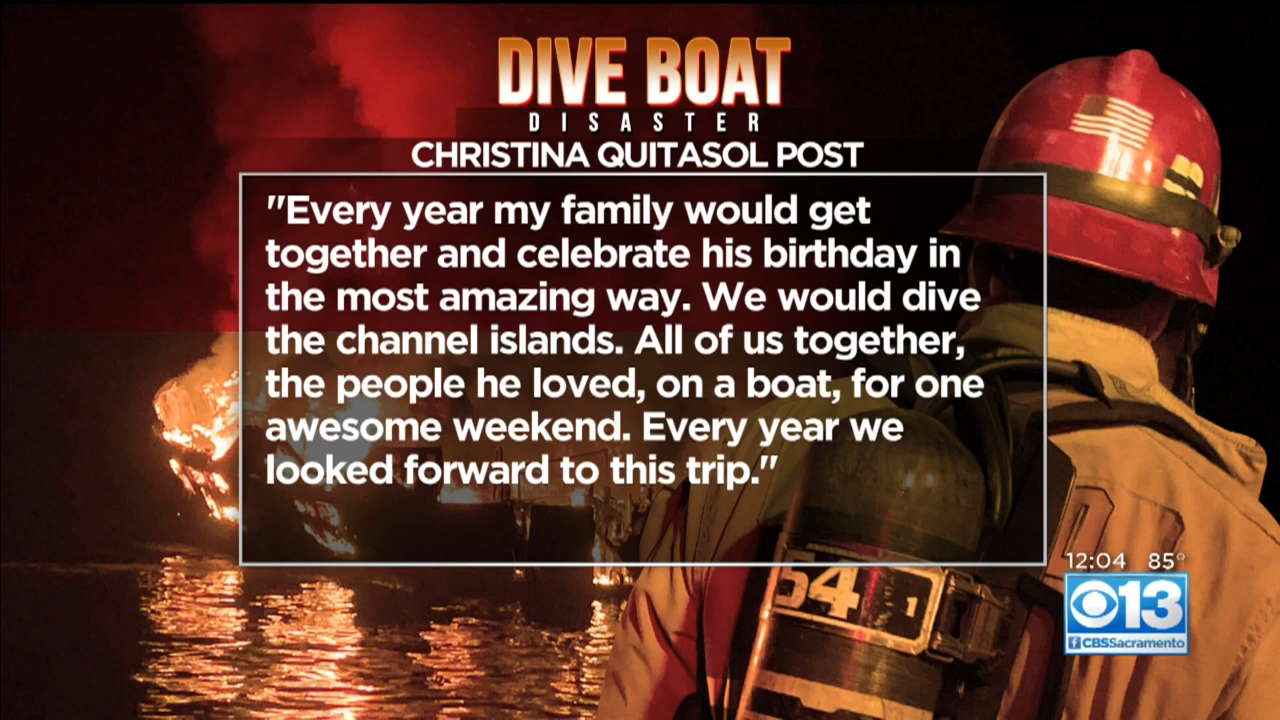 DIVE BOAT
DISASTER
CHRISTINA QUITASOL POST
"Every year my family would get
together and celebrate his birthday in
the most amazing way. We would dive
the channel islands. All of us together,
the people he loved, on a boat, for one
awesome weekend. Every year we
looked forward to this trip."
54 1
12:04 85°
13
f CBSSacramento